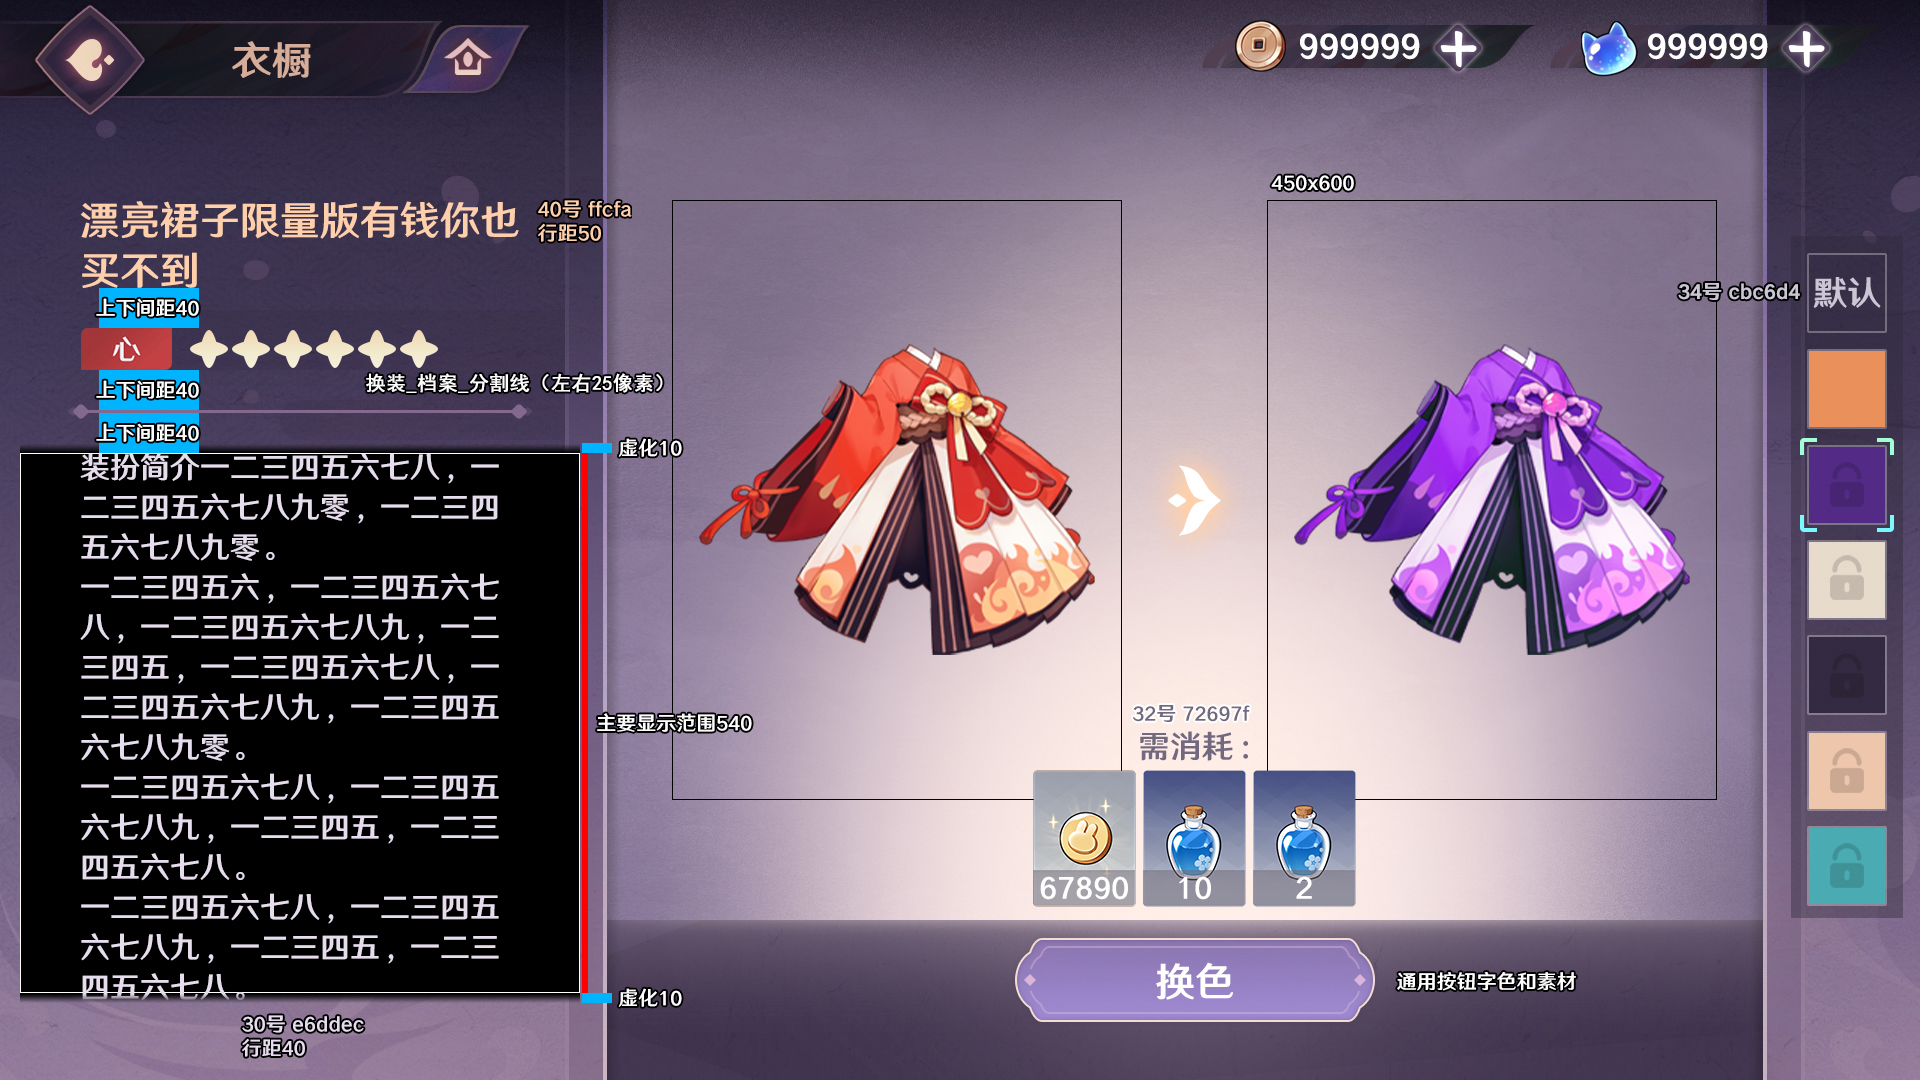 衣橱
999999
999999
漂亮裙子限量版有钱你也
买不到
40号 ffcfa
行距50
上下间距40
心
上下间距40
换装_档案_分割线（左右25像素）
上下间距40
虚化10
装扮简介一二三四五六七八，一
二三四五六七八九零，一二三四
五六七八九零。
一二三四五六，一二三四五六七
八，一二三四五六七八九，一二
三四五，一二三四五六七八，一
二三四五六七八九，一二三四五
六七八九零。
一二三四五六七八，一二三四五
六七八九，一二三四五，一二三
四五六七八。
一二三四五六七八，一二三四五
六七八九，一二三四五，一二三
四五六七八。
主要显示范围540
虚化10
30号 e6ddec
行距40
450x600
34号 cbc6d4
默认
32号 72697f
需消耗：
67890
10
2
换色
通用按钮字色和素材